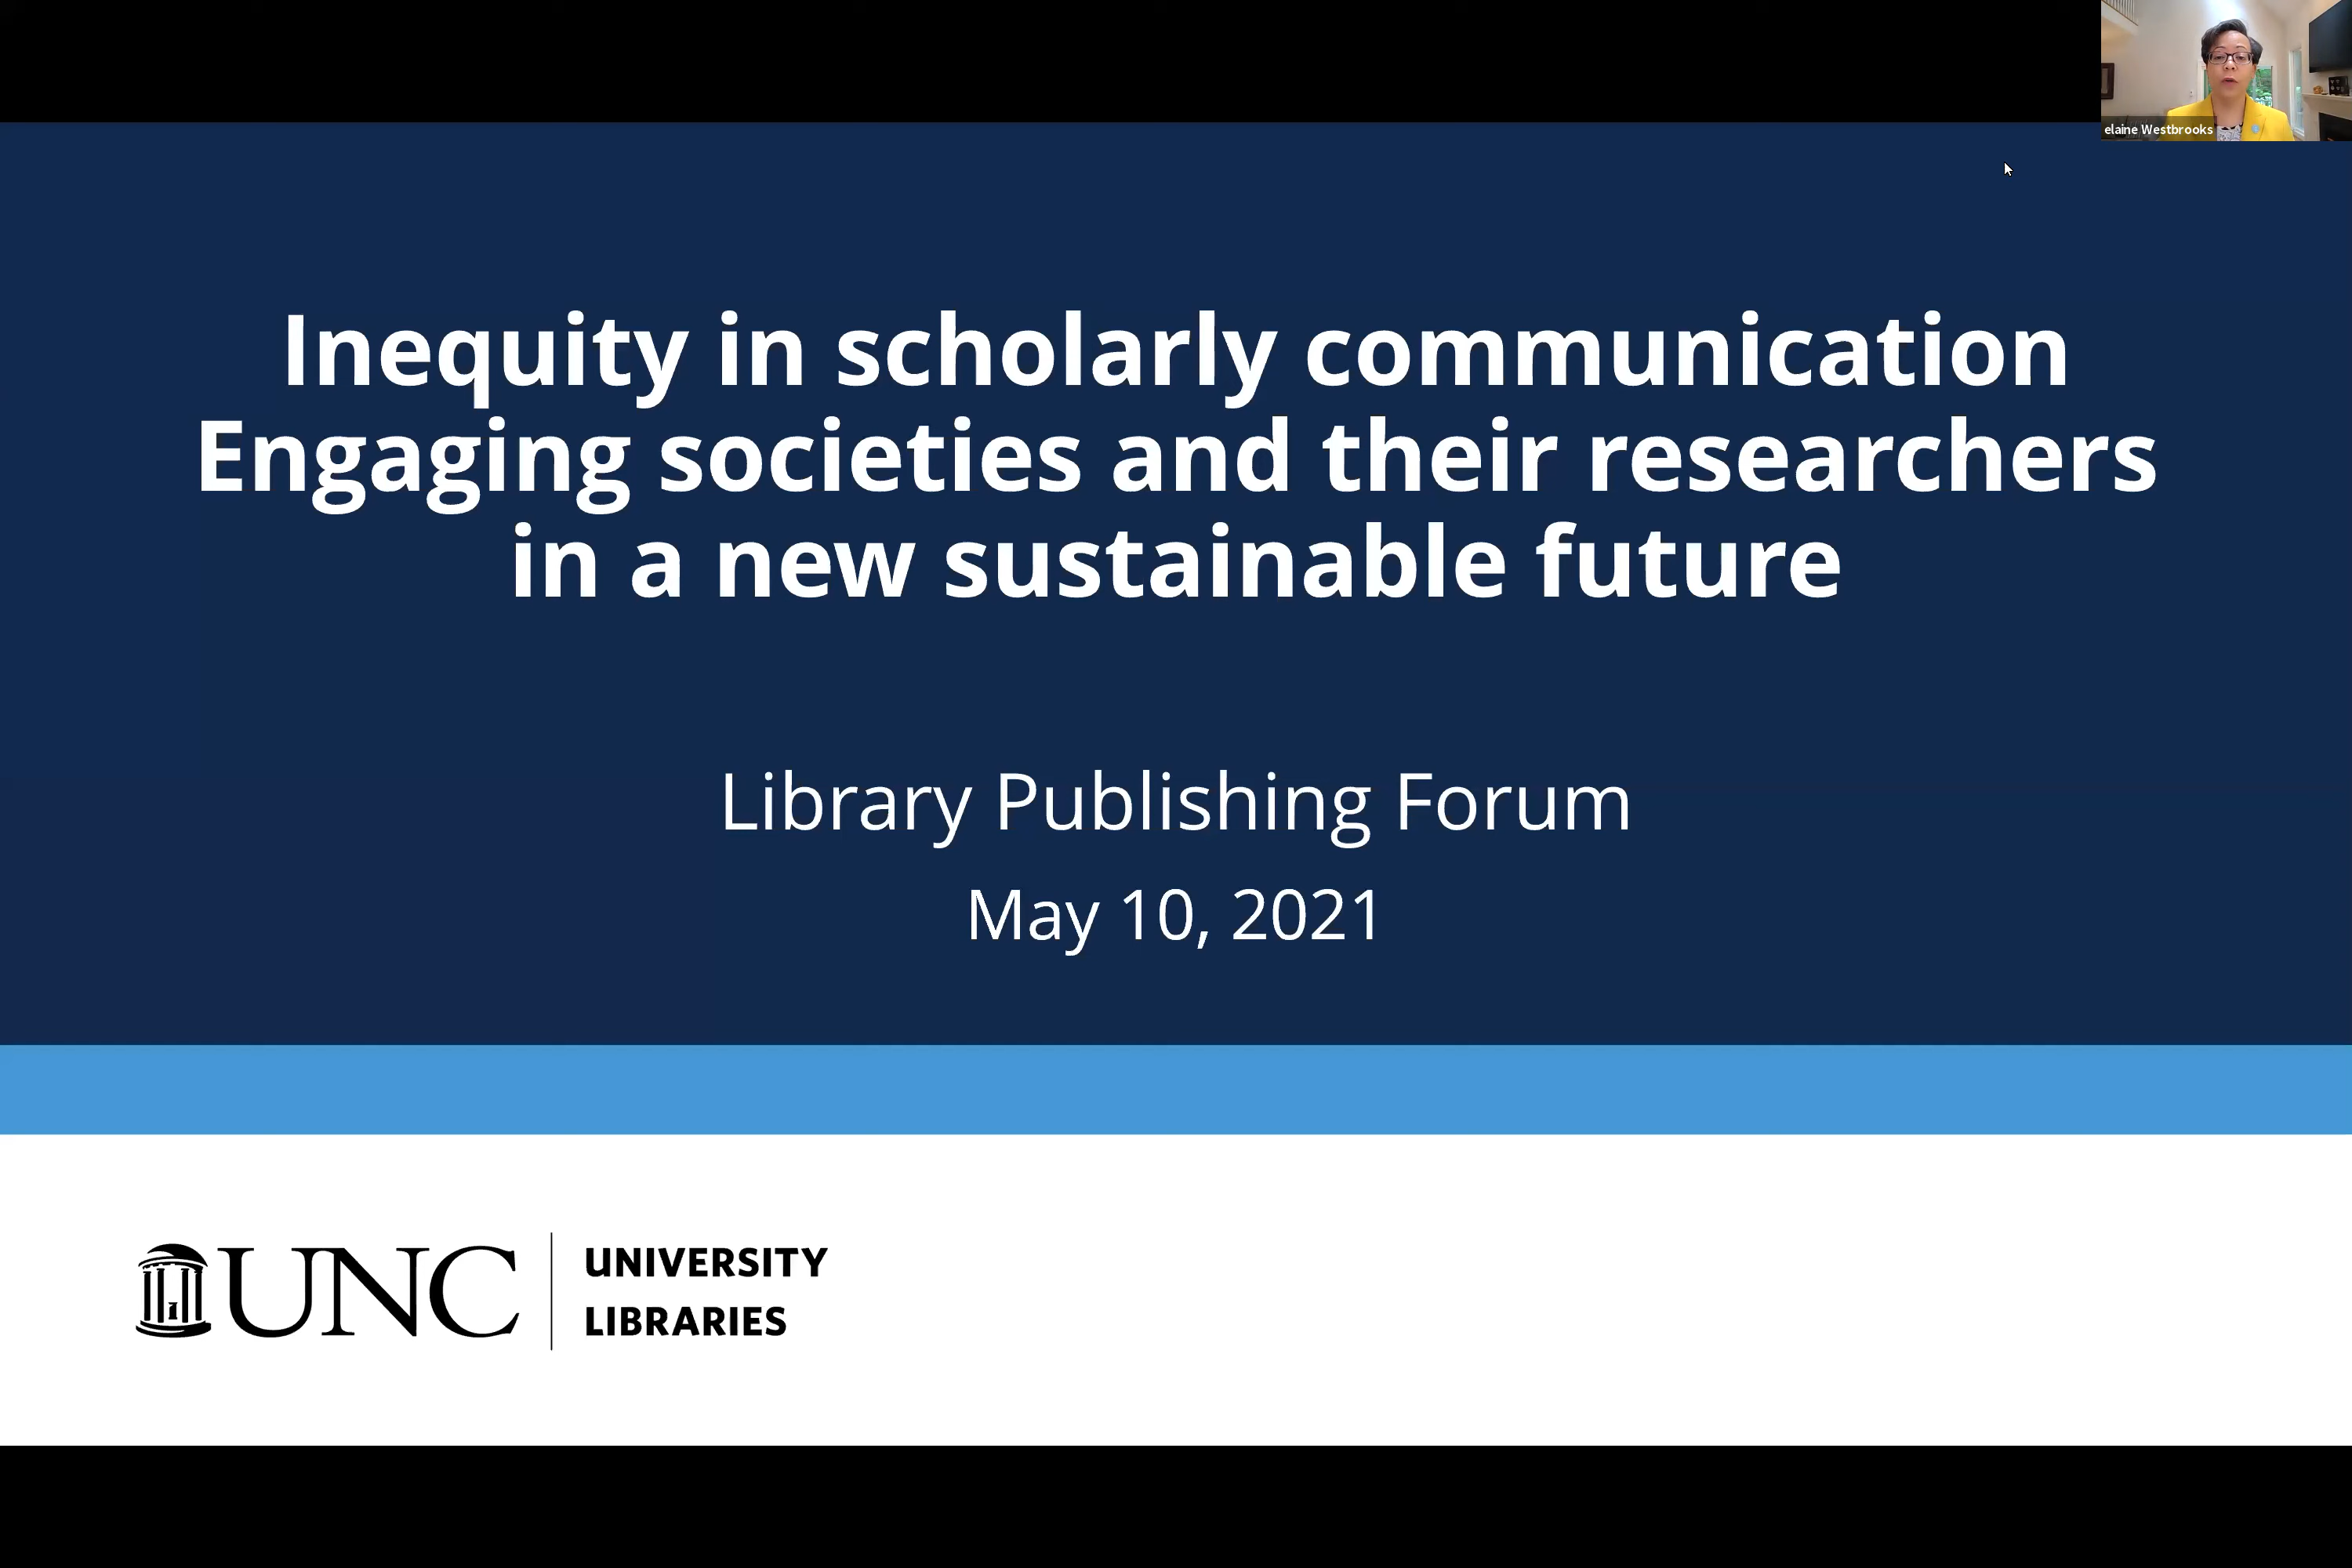 elaine Westbrooks
Inequity in scholarly communication
Engaging societies and their researchers
in a new sustainable future
Library Publishing Forum
May 10, 2021
UNC
UNIVERSITY
LIBRARIES